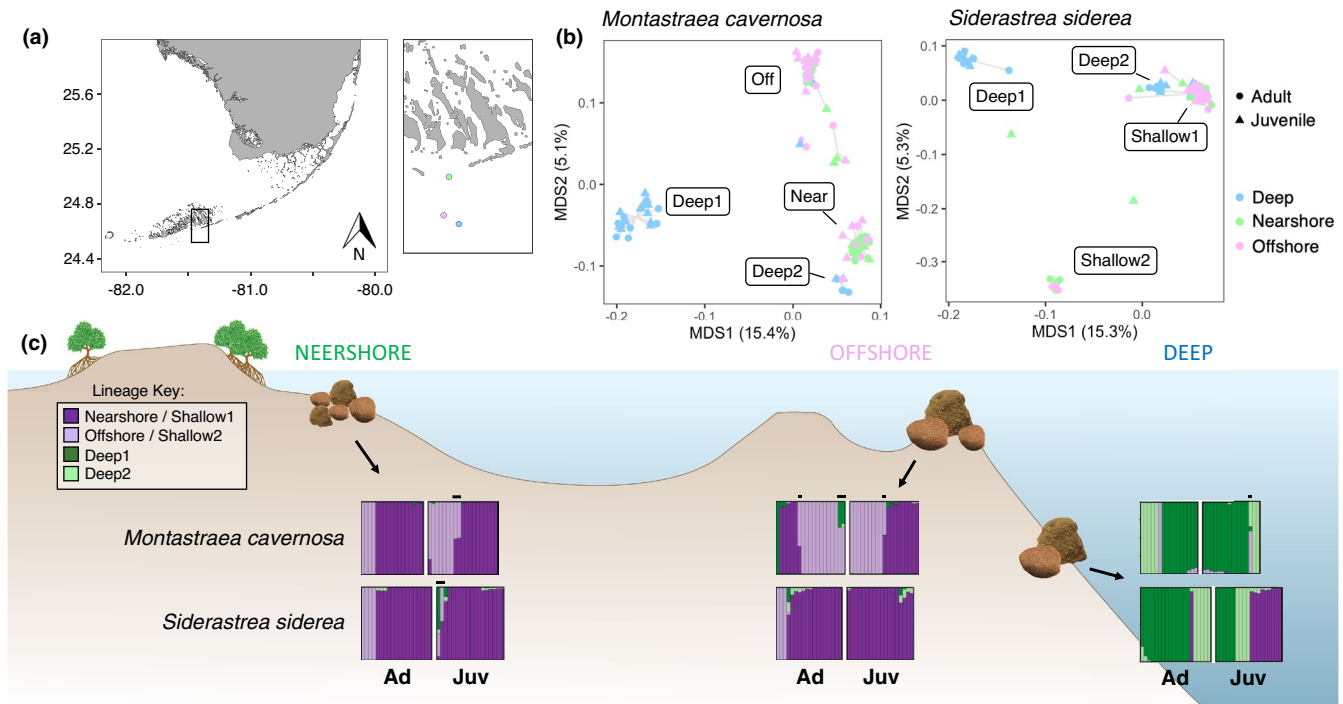 (a)
25.6
25.2
24.8
24.4
-82.0
-81.0
-80.0
N
(b)
Montastraea cavernosa
Siderastrea siderea
MDS2 (5.1%)
0.1
0.0
-0.1
-0.2
-0.1
0.0
0.1
MDS1 (15.4%)
Off
Deep1
Near
Deep2
MDS2 (5.3%)
0.1
0.0
-0.1
-0.2
-0.3
-0.2
-0.1
0.0
MDS1 (15.3%)
Deep1
Deep2
Shallow1
Shallow2
Adult
Juvenile
Deep
Nearshore
Offshore
(c)
NEERSHORE
OFFSHORE
DEEP
Lineage Key:
Nearshore / Shallow1
Offshore / Shallow2
Deep1
Deep2
Montastraea cavernosa
Siderastrea siderea
Ad Juv
Ad Juv
Ad Juv